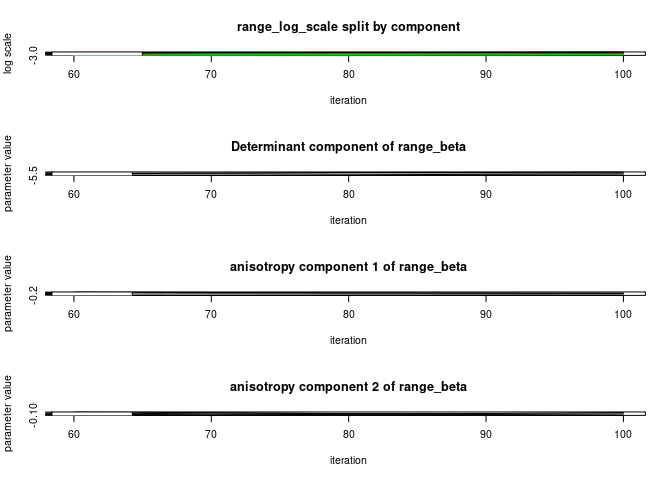 range_log_scale split by component
log scale
-3.0
60 70 80 90 100
iteration
Determinant component of range_beta
parameter value
-5.5
60 70 80 90 100
iteration
anisotropy component 1 of range_beta
parameter value
-0.2
60 70 80 90 100
iteration
anisotropy component 2 of range_beta
parameter value
-0.10
60 70 80 90 100
iteration